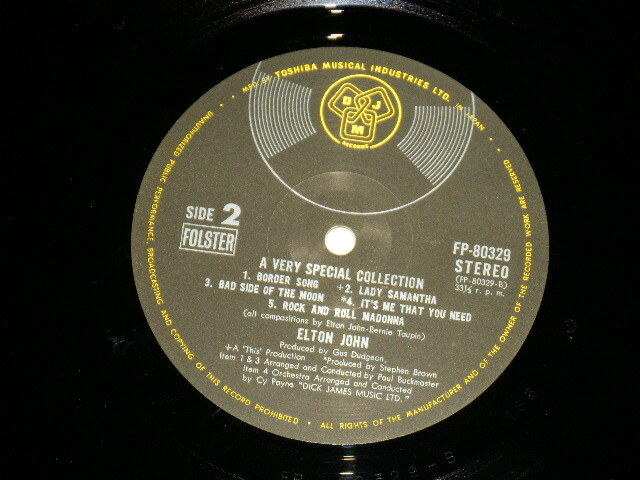 MFD. BY TOSHIBA MUSICAL INDUSTRIES LTD. IN JAPAN
D J M
RECORDS
SIDE 2
FOLSTER
FP-80329
STEREO
(FP-80329-B)
33⅓ r. p. m.
A VERY SPECIAL COLLECTION
1. BORDER SONG +2. LADY SAMANTHA
3. BAD SIDE OF THE MOON *4. IT'S ME THAT YOU NEED
5. ROCK AND ROLL MADONNA
(all compositions by Elton John-Bernie Taupin)
ELTON JOHN
Produced by Gus Dudgeon,
+A 'This' Production *Produced by Stephen Brown
Item 1 & 3 Arranged and Conducted by Paul Buckmaster
Item 4 Orchestra Arranged and Conducted
by Cy Payne "DICK JAMES MUSIC LTD."
UNAUTHORIZED PUBLIC PERFORMANCE, BROADCASTING AND COPYING OF THIS RECORD PROHIBITED • ALL RIGHTS OF THE MANUFACTURER AND OF THE OWNER OF THE RECORDED WORK ARE RESERVED